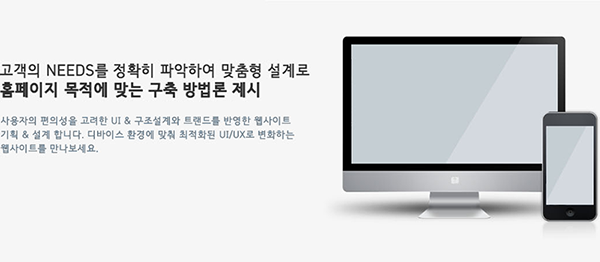 고객의 NEEDS를 정확히 파악하여 맞춤형 설계로
홈페이지 목적에 맞는 구축 방법론 제시
사용자의 편의성을 고려한 UI & 구조설계와 트랜드를 반영한 웹사이트
기획 & 설계 합니다. 디바이스 환경에 맞춰 최적화된 UI/UX로 변화하는
웹사이트를 만나보세요.